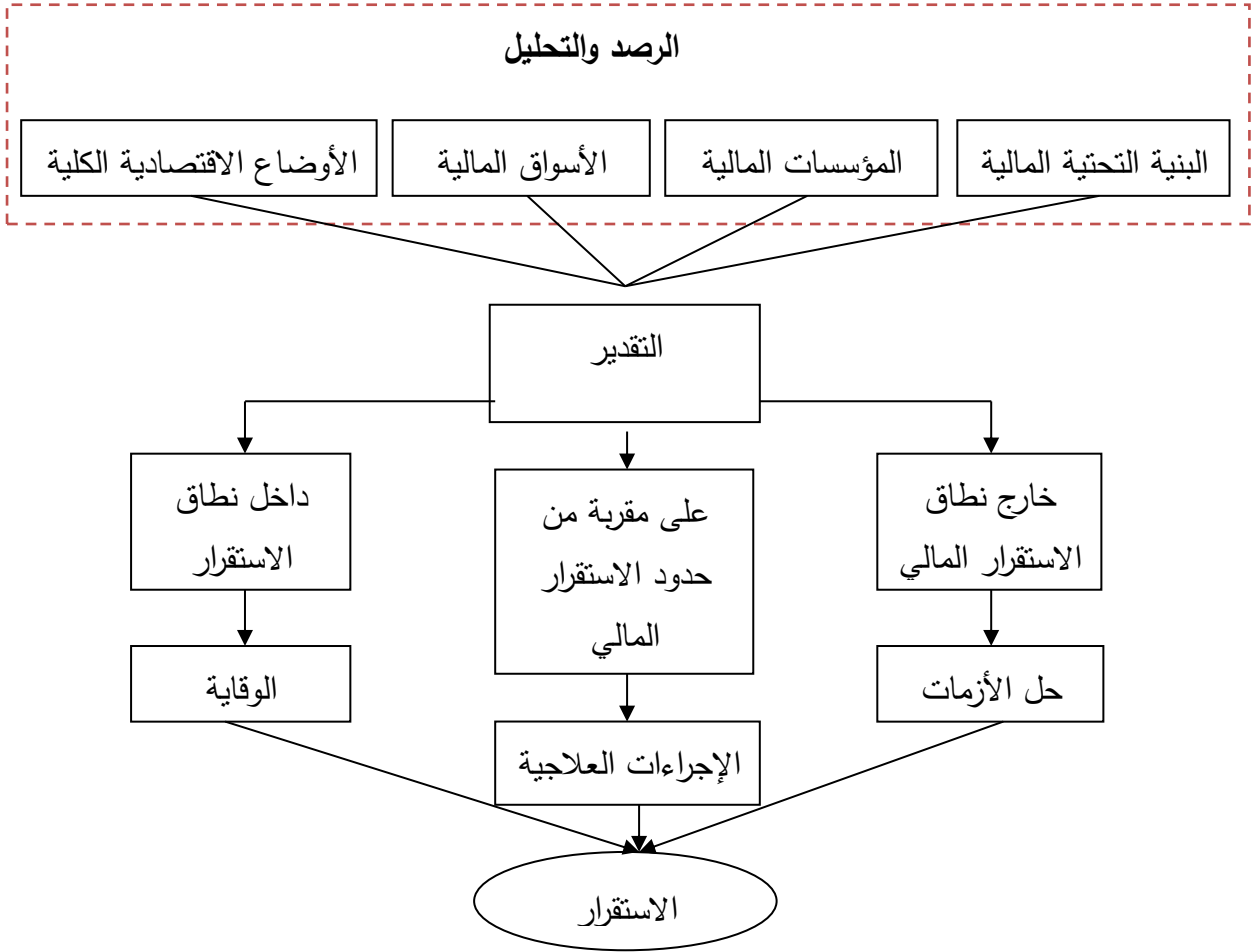 الرصد والتحليل
البنية التحتية المالية
المؤسسات المالية
الأسواق المالية
الأوضاع الاقتصادية الكلية
التقدير
خارج نطاق
الاستقرار المالي
على مقربة من
حدود الاستقرار
المالي
داخل نطاق
الاستقرار
حل الأزمات
الإجراءات العلاجية
الوقاية
الاستقرار